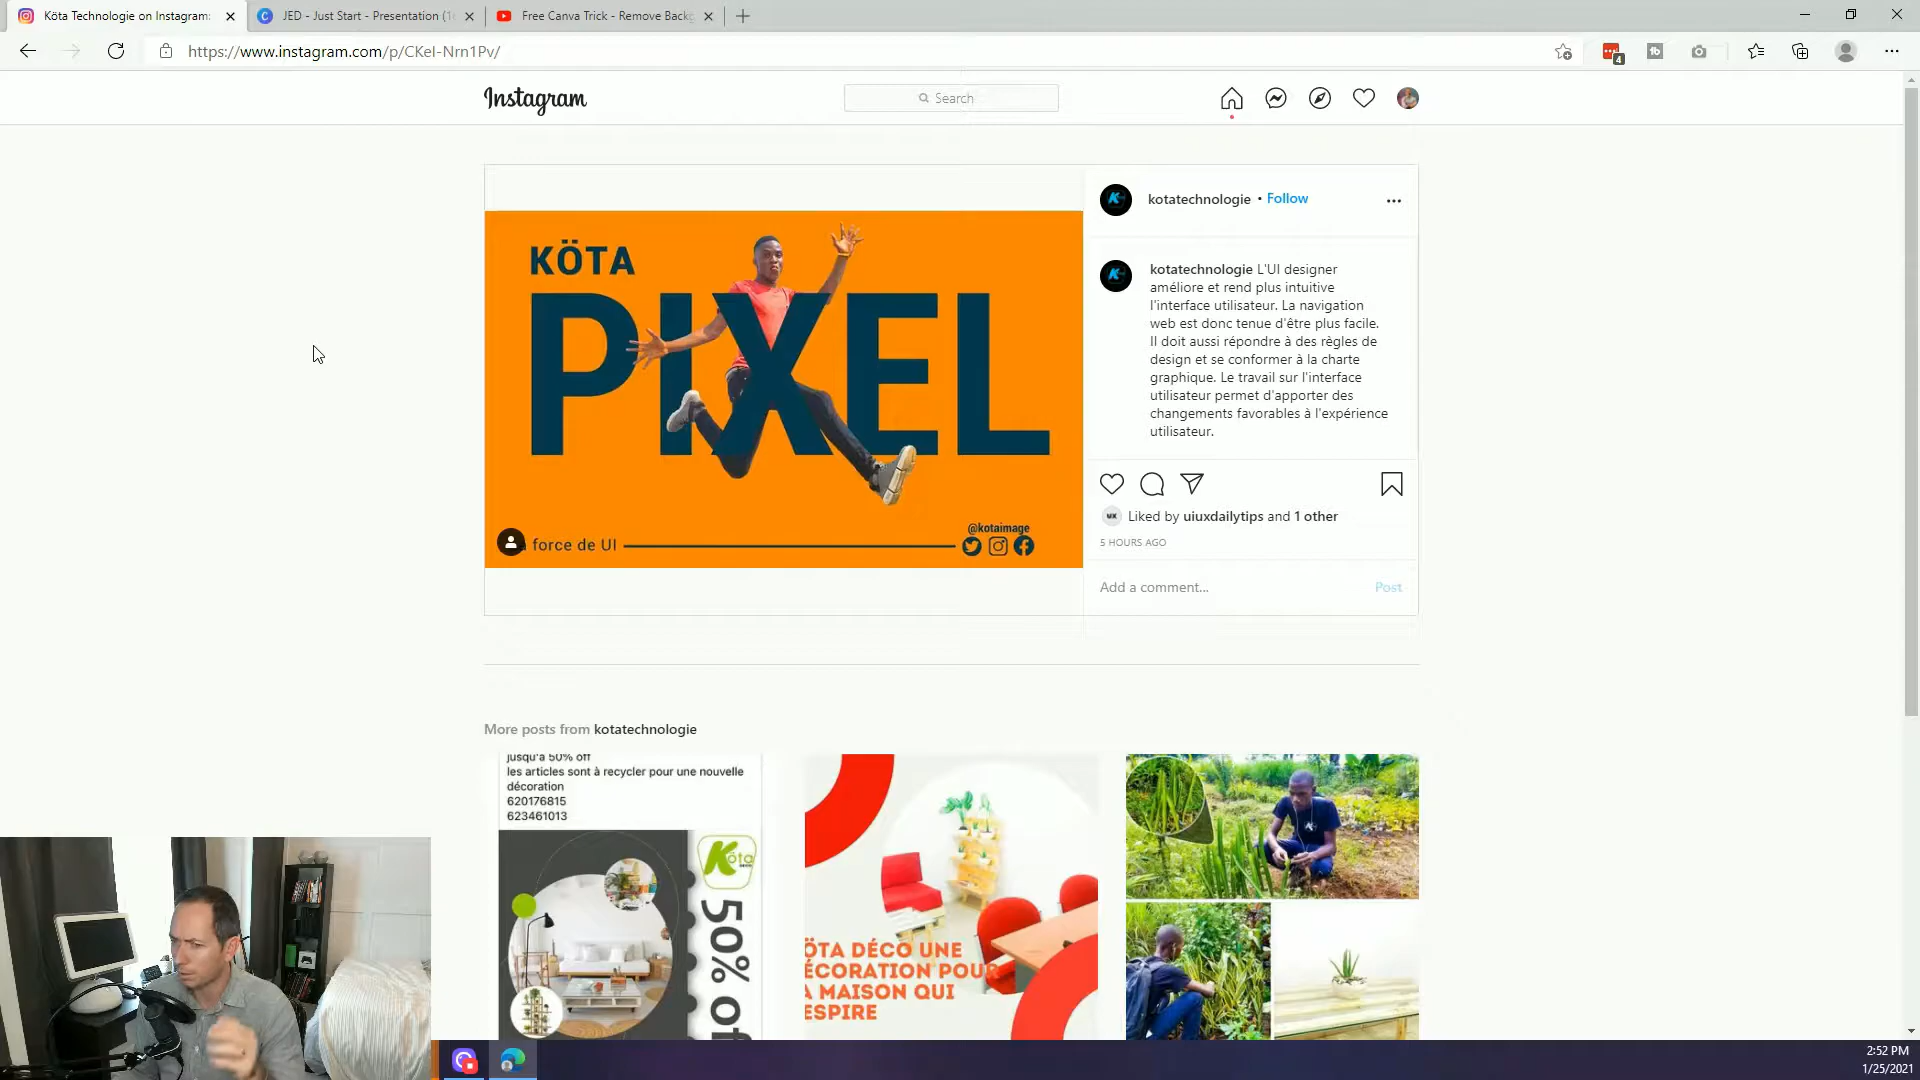 Köta Technologie on Instagram:
JED - Just Start - Presentation (1
Free Canva Trick - Remove Backg
https://www.instagram.com/p/CKeI-Nrn1Pv/
4
Instagram
Search
KÖTA
PIXEL
force de UI
@kotaimage
kotatechnologie • Follow
kotatechnologie L'UI designer
améliore et rend plus intuitive
l'interface utilisateur. La navigation
web est donc tenue d'être plus facile.
Il doit aussi répondre à des règles de
design et se conformer à la charte
graphique. Le travail sur l'interface
utilisateur permet d'apporter des
changements favorables à l'expérience
utilisateur.
Liked by uiuxdailytips and 1 other
5 HOURS AGO
Add a comment...
Post
More posts from kotatechnologie
jusqu'a 50% off
les articles sont à recycler pour une nouvelle
décoration
620176815
623461013
Köta
50% of
ÖTA DÉCO UNE
ÉCORATION POUR
A MAISON QUI
ESPIRE
2:52 PM
1/25/2021